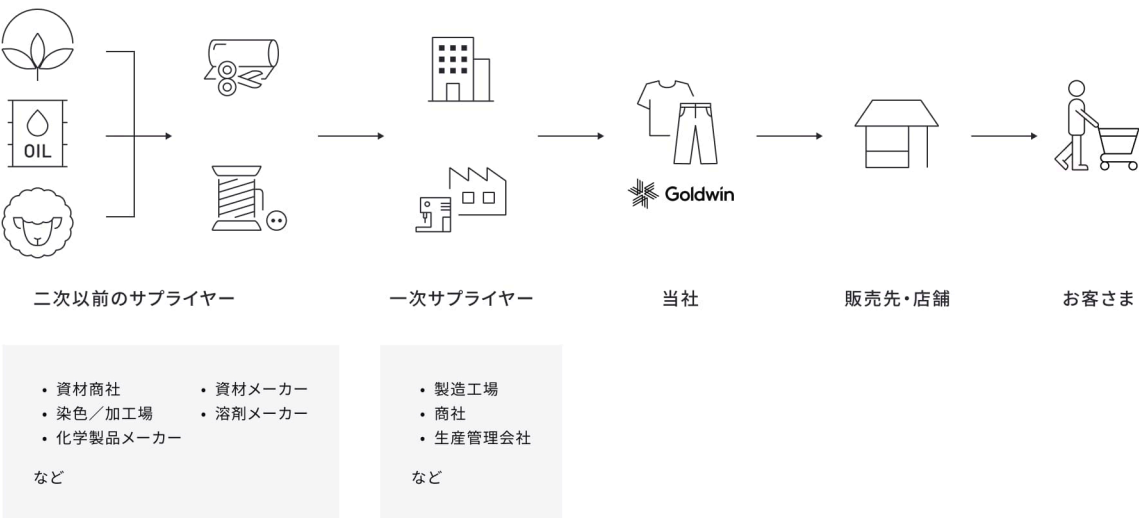 OIL
Goldwin
二次以前のサプライヤー
一次サプライヤー
当社
販売先・店舗
お客さま
• 資材商社
• 染色／加工場
• 化学製品メーカー
• 資材メーカー
• 溶剤メーカー
など
• 製造工場
• 商社
• 生産管理会社
など